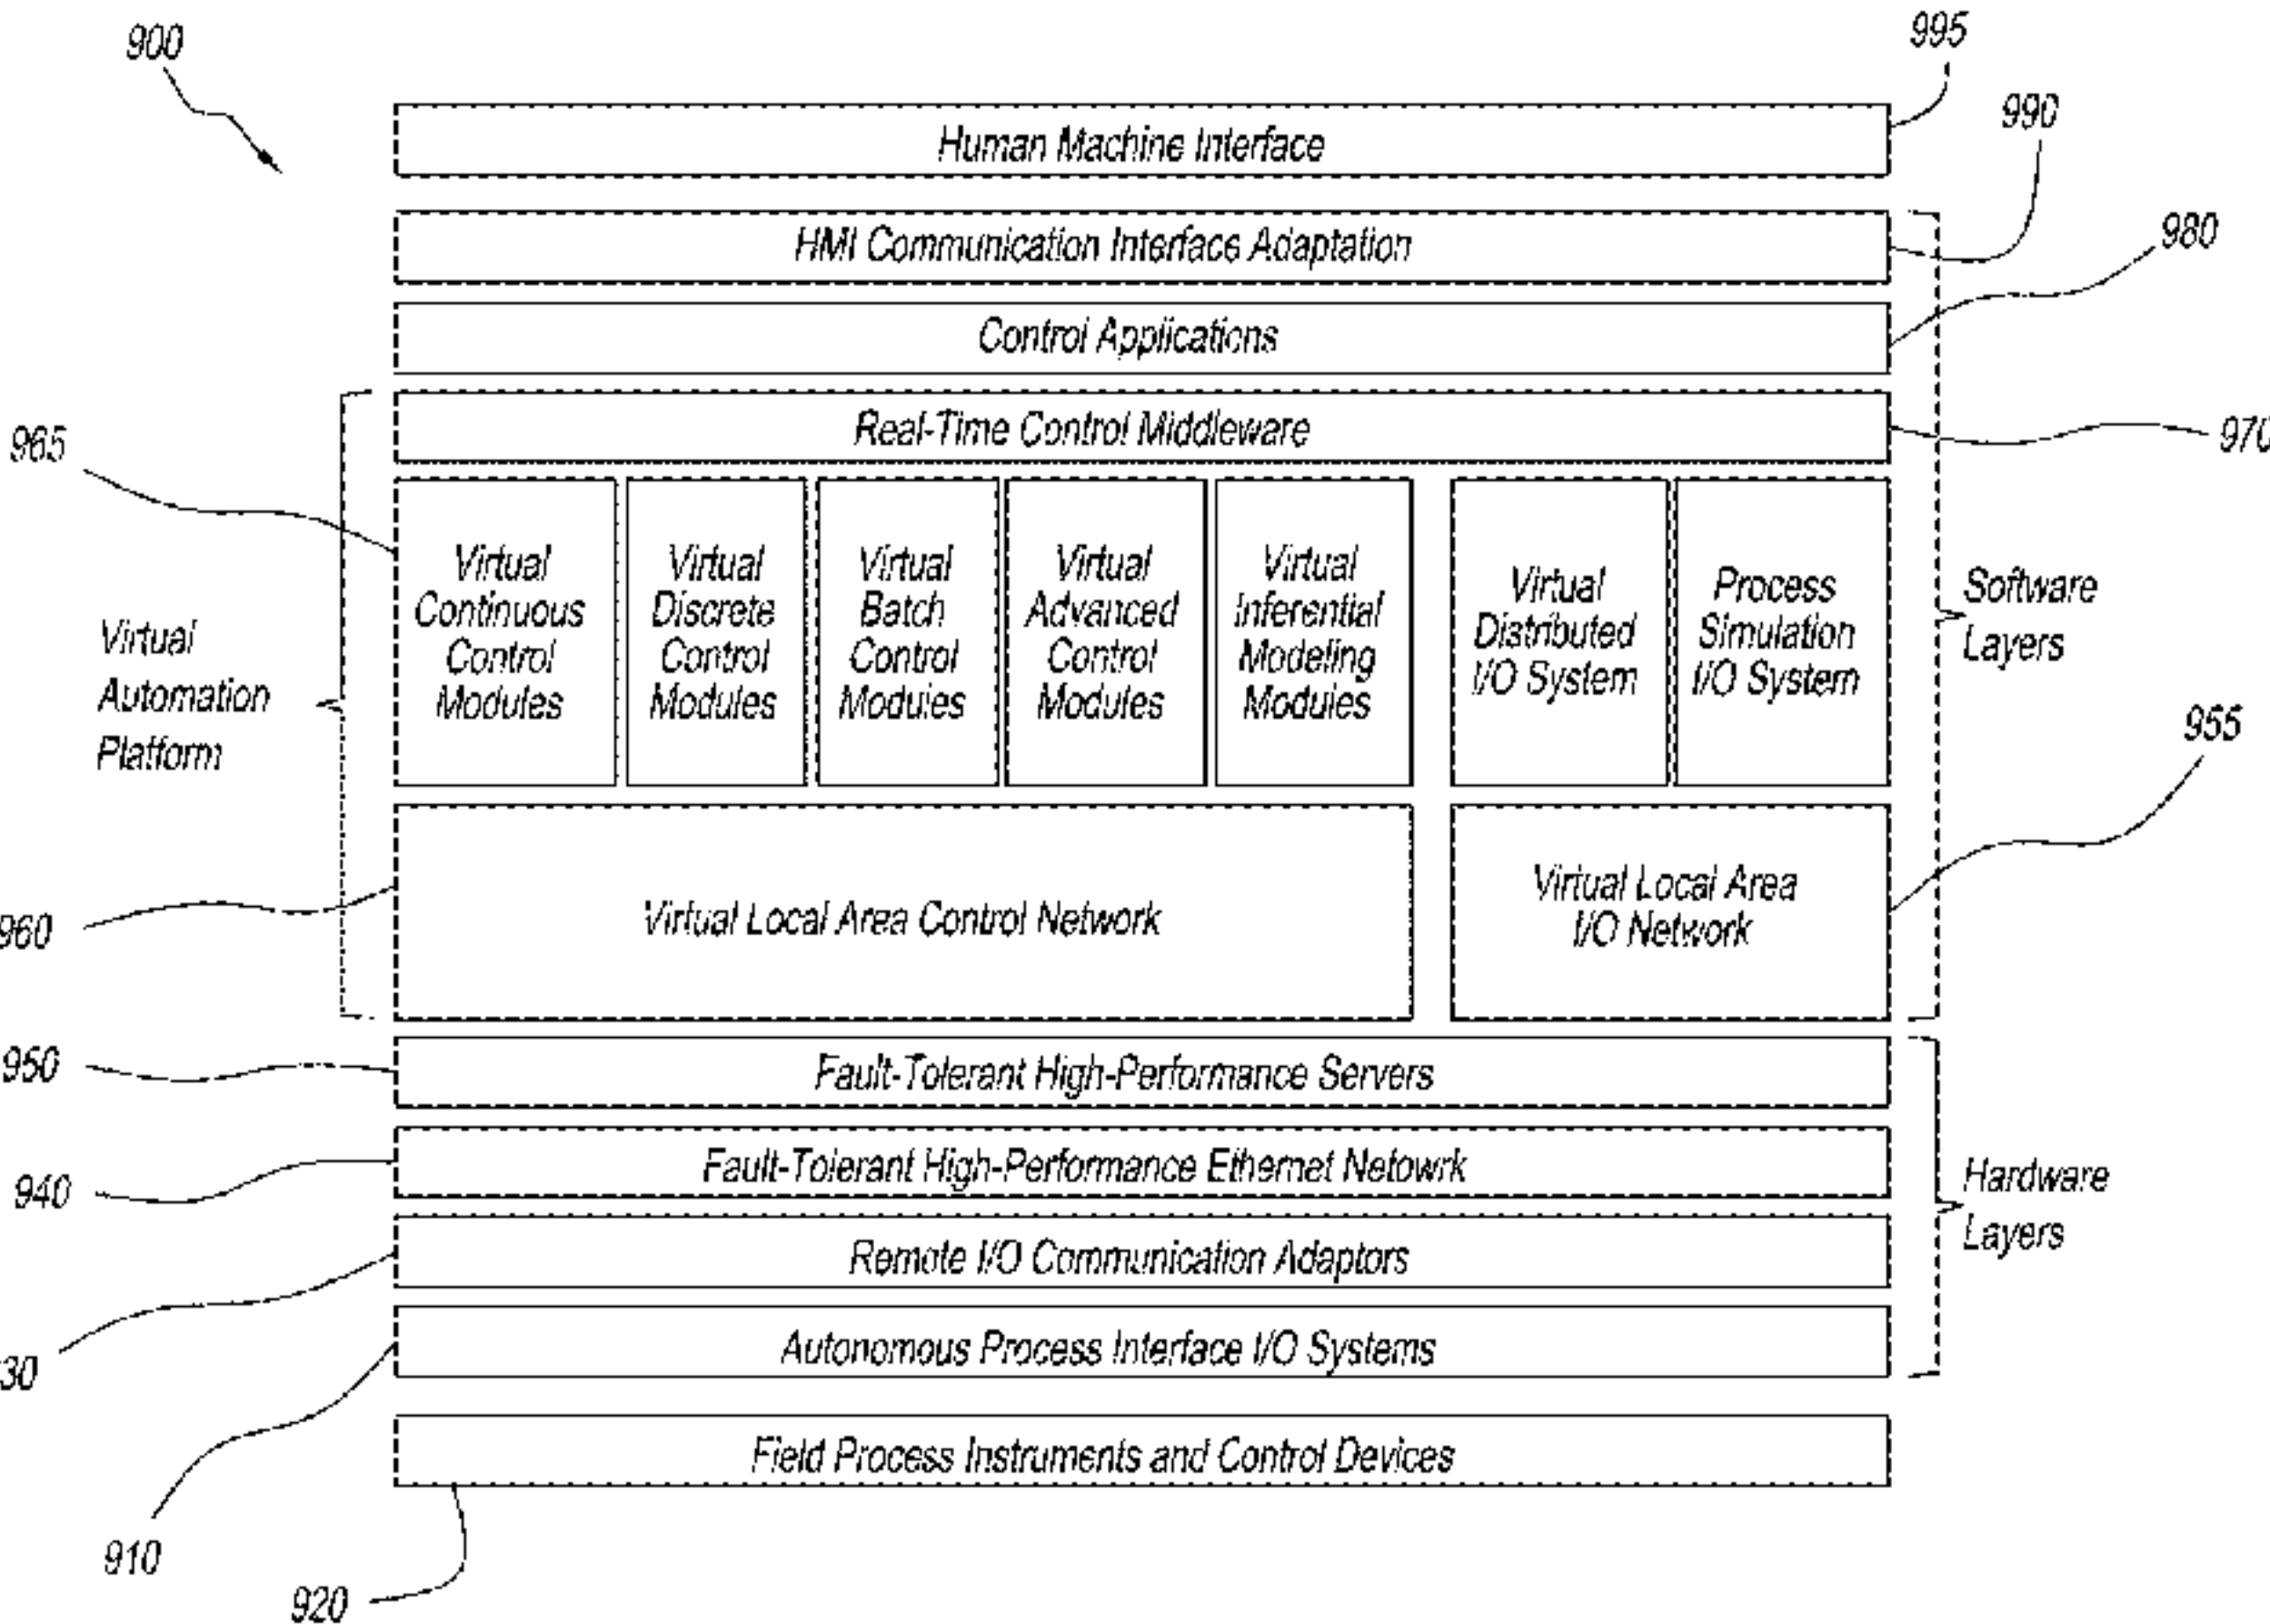 900
995
Human Machine Interface
990
HMI Communication Interface Adaptation
980
Control Applications
Real-Time Control Middleware
970
965
Virtual
Continuous
Control
Modules
Virtual
Discrete
Control
Modules
Virtual
Batch
Control
Modules
Virtual
Advanced
Control
Modules
Virtual
Inferential
Modeling
Modules
Virtual
Distributed
I/O System
Process
Simulation
I/O System
Software
Layers
Virtual
Automation
Platform
955
Virtual Local Area Control Network
Virtual Local Area
I/O Network
960
950
Fault-Tolerant High-Performance Servers
940
Fault-Tolerant High-Performance Ethernet Netowrk
Hardware
Layers
Remote I/O Communication Adaptors
30
Autonomous Process Interface I/O Systems
910
Field Process Instruments and Control Devices
920